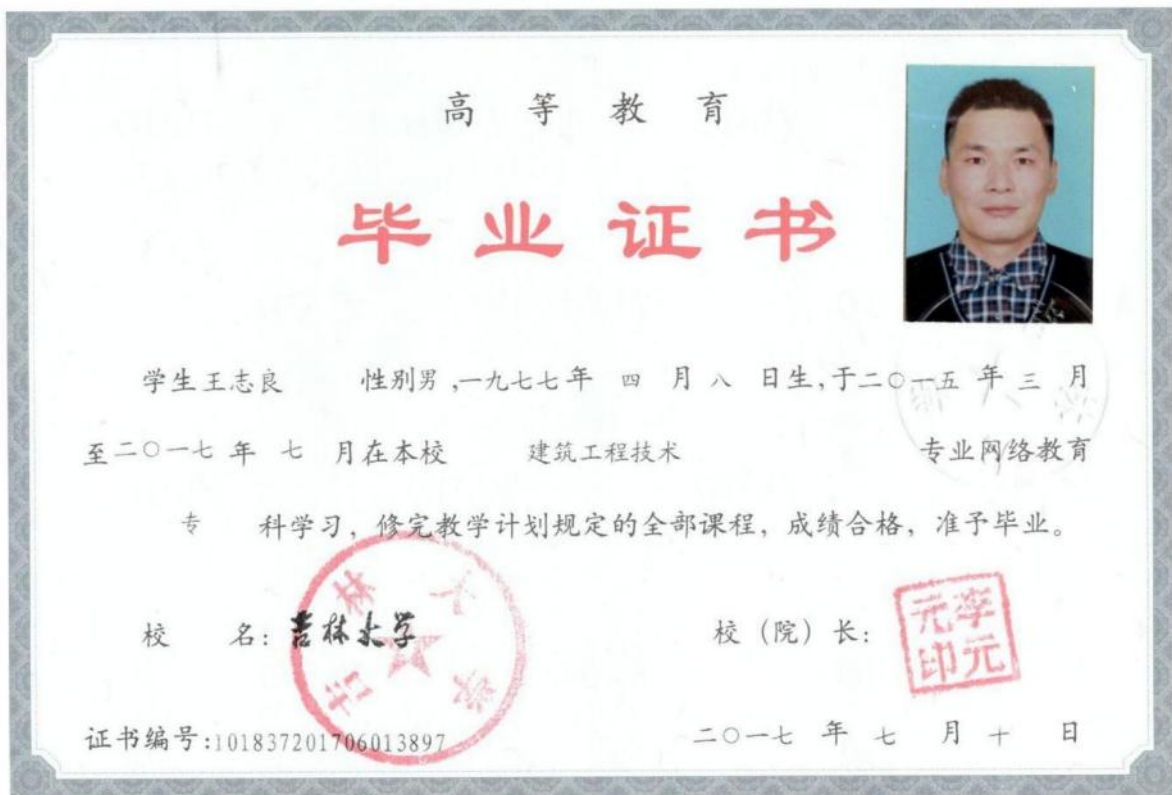 高等教育
毕业证书
学生王志良 性别男,一九七七年 四 月 八 日生,于二〇一五 年 三 月
至二〇一七 年 七 月在本校 建筑工程技术 专业网络教育
专 科学习，修完教学计划规定的全部课程，成绩合格，准予毕业。
校 名：吉林大学 校（院）长：
吉林大学
李元元印
证书编号:101837201706013897 二〇一七 年 七 月 十 日